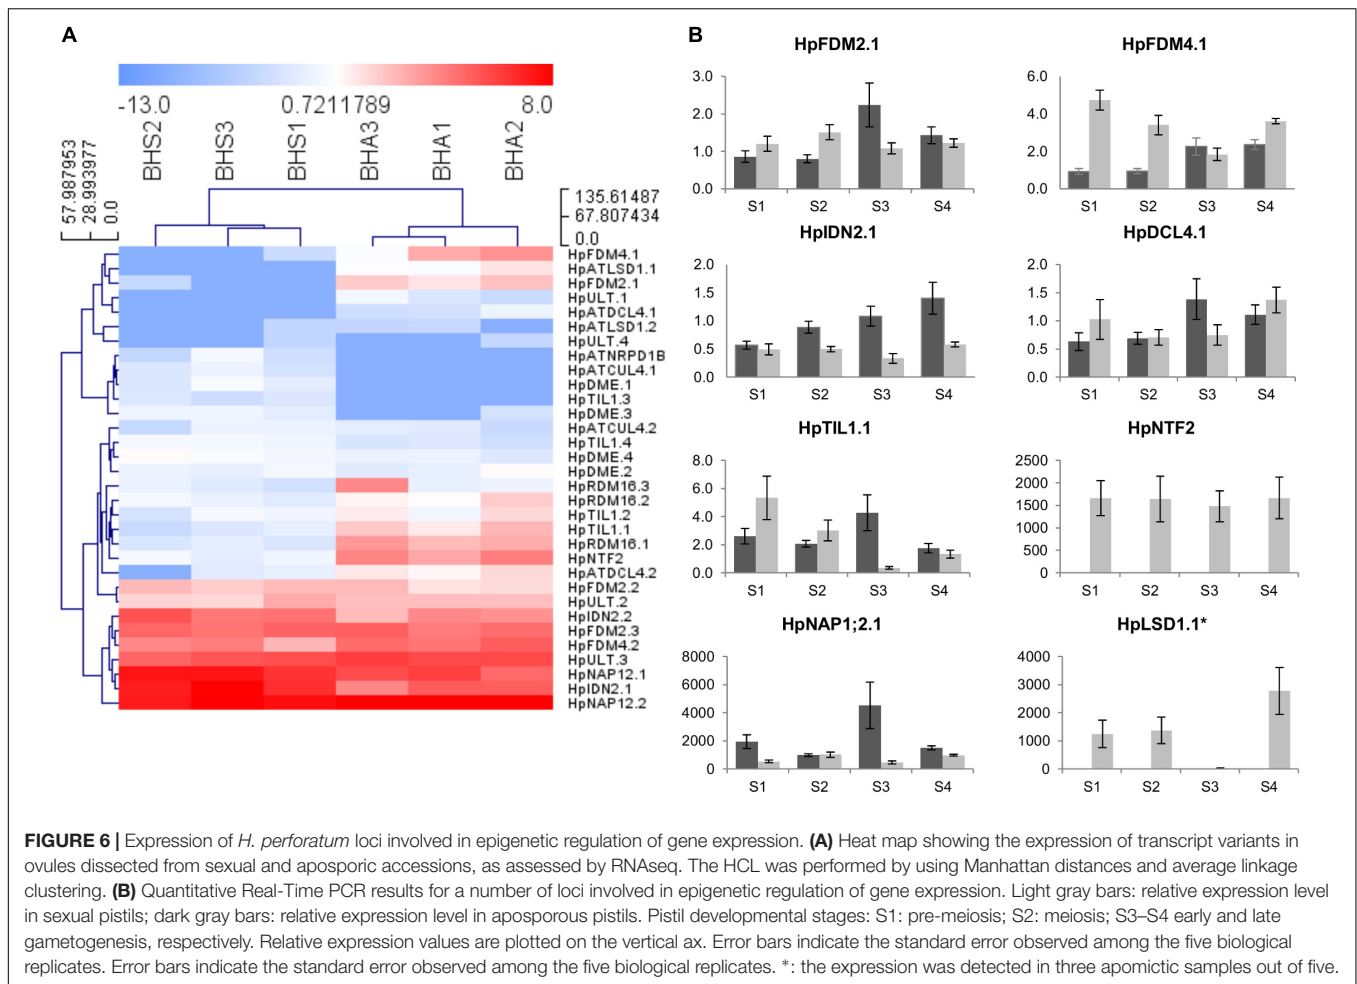 A
-13.0 0.7211789 8.0
57.987953
28.993977
0.0
BHS2
BHS3
BHS1
BHA3
BHA1
BHA2
135.61487
67.807434
0.0
HpFDM4.1
HpATLSD1.1
HpFDM2.1
HpULT.1
HpATDCL4.1
HpATLSD1.2
HpULT.4
HpATNRPD1B
HpATCUL4.1
HpDME.1
HpTIL1.3
HpDME.3
HpATCUL4.2
HpTIL1.4
HpDME.4
HpDME.2
HpRDM16.3
HpRDM16.2
HpTIL1.2
HpTIL1.1
HpRDM16.1
HpNTF2
HpATDCL4.2
HpFDM2.2
HpULT.2
HpIDN2.2
HpFDM2.3
HpFDM4.2
HpULT.3
HpNAP12.1
HpIDN2.1
HpNAP12.2
B
HpFDM2.1
3.0
2.0
1.0
0.0
S1 S2 S3 S4
HpFDM4.1
6.0
4.0
2.0
0.0
S1 S2 S3 S4
HpIDN2.1
2.0
1.5
1.0
0.5
0.0
S1 S2 S3 S4
HpDCL4.1
2.0
1.5
1.0
0.5
0.0
S1 S2 S3 S4
HpTIL1.1
8.0
6.0
4.0
2.0
0.0
S1 S2 S3 S4
HpNTF2
2500
2000
1500
1000
500
0
S1 S2 S3 S4
HpNAP1;2.1
8000
6000
4000
2000
0
S1 S2 S3 S4
HpLSD1.1*
4000
3000
2000
1000
0
S1 S2 S3 S4
FIGURE 6 | Expression of H. perforatum loci involved in epigenetic regulation of gene expression. (A) Heat map showing the expression of transcript variants in
ovules dissected from sexual and aposporic accessions, as assessed by RNAseq. The HCL was performed by using Manhattan distances and average linkage
clustering. (B) Quantitative Real-Time PCR results for a number of loci involved in epigenetic regulation of gene expression. Light gray bars: relative expression level
in sexual pistils; dark gray bars: relative expression level in aposporous pistils. Pistil developmental stages: S1: pre-meiosis; S2: meiosis; S3–S4 early and late
gametogenesis, respectively. Relative expression values are plotted on the vertical ax. Error bars indicate the standard error observed among the five biological
replicates. Error bars indicate the standard error observed among the five biological replicates. *: the expression was detected in three apomictic samples out of five.